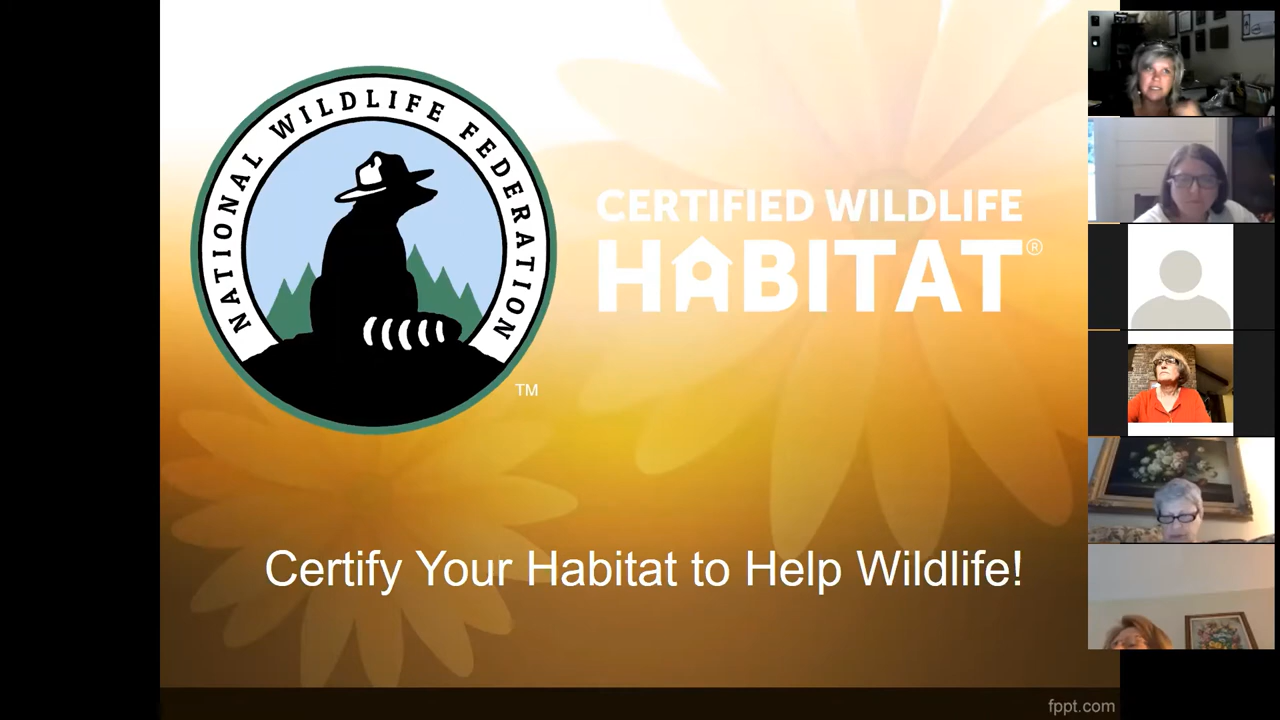 NATIONAL WILDLIFE FEDERATION
TM
CERTIFIED WILDLIFE
HABITAT®
Certify Your Habitat to Help Wildlife!
fppt.com